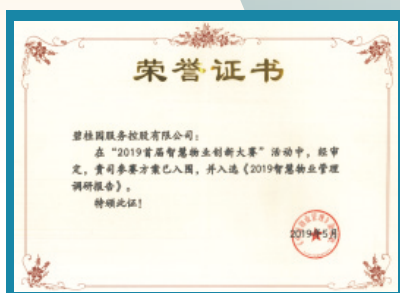 荣誉证书
碧桂园服务控股有限公司：
在“2019首届智慧物业创新大赛”活动中，经审
定，贵司参赛方案已入围，并入选《2019智慧物业管理
调研报告》。
特颁此证！
2019年5月